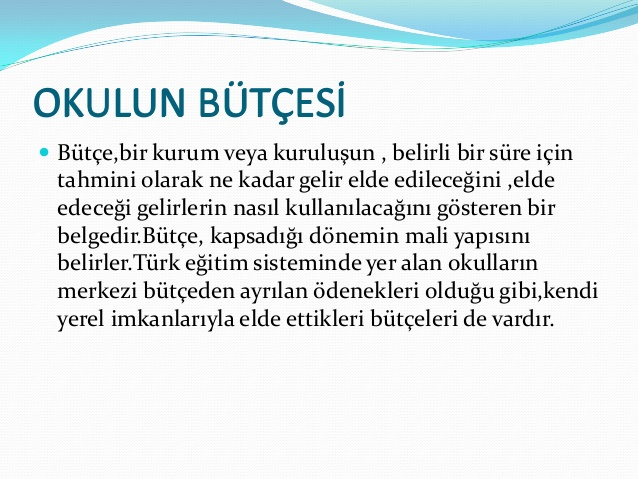 OKULUN BÜTÇESİ
Bütçe,bir kurum veya kuruluşun , belirli bir süre için
tahmini olarak ne kadar gelir elde edileceğini ,elde
edeceği gelirlerin nasıl kullanılacağını gösteren bir
belgedir.Bütçe, kapsadığı dönemin mali yapısını
belirler.Türk eğitim sisteminde yer alan okulların
merkezi bütçeden ayrılan ödenekleri olduğu gibi,kendi
yerel imkanlarıyla elde ettikleri bütçeleri de vardır.